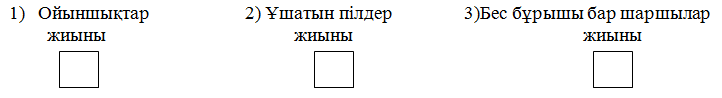 1) Ойыншықтар жиыны
2) Ұшатын пілдер жиыны
3)Бес бұрышы бар шаршылар жиыны